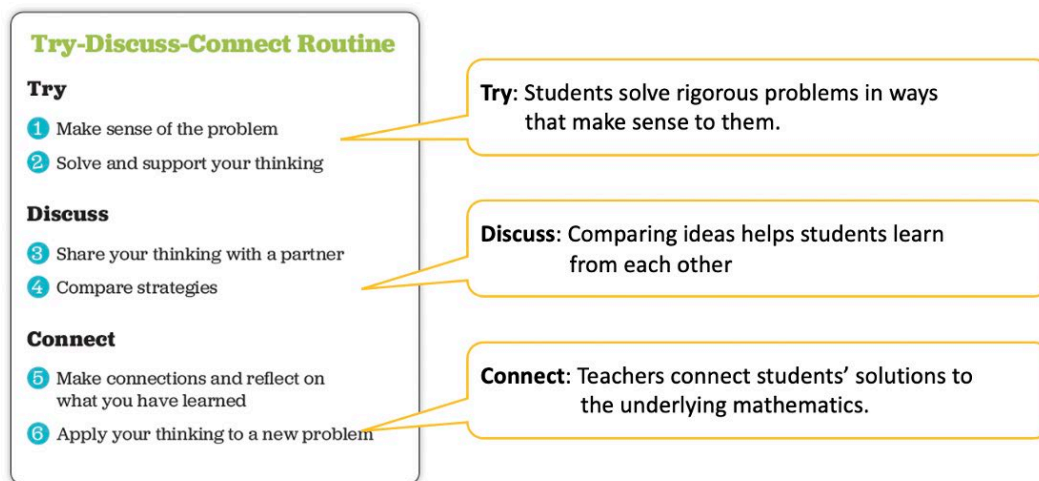 Try-Discuss-Connect Routine
Try
1 Make sense of the problem
2 Solve and support your thinking
Discuss
3 Share your thinking with a partner
4 Compare strategies
Connect
5 Make connections and reflect on
what you have learned
6 Apply your thinking to a new problem
Try: Students solve rigorous problems in ways
that make sense to them.
Discuss: Comparing ideas helps students learn
from each other
Connect: Teachers connect students’ solutions to
the underlying mathematics.